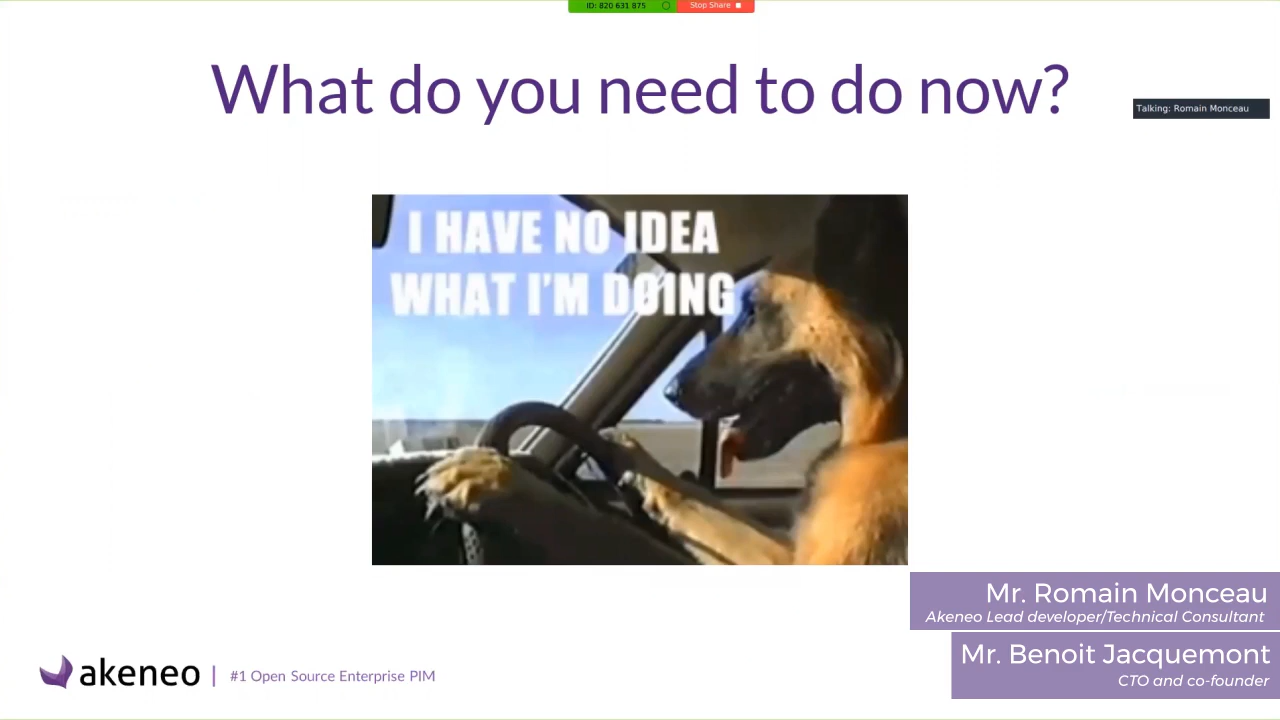 ID: 820 631 875
Stop Share
What do you need to do now?
Talking: Romain Monceau
I HAVE NO IDEA
WHAT I'M DOING
Mr. Romain Monceau
Akeneo Lead developer/Technical Consultant
Mr. Benoit Jacquemont
CTO and co-founder
akeneo | #1 Open Source Enterprise PIM